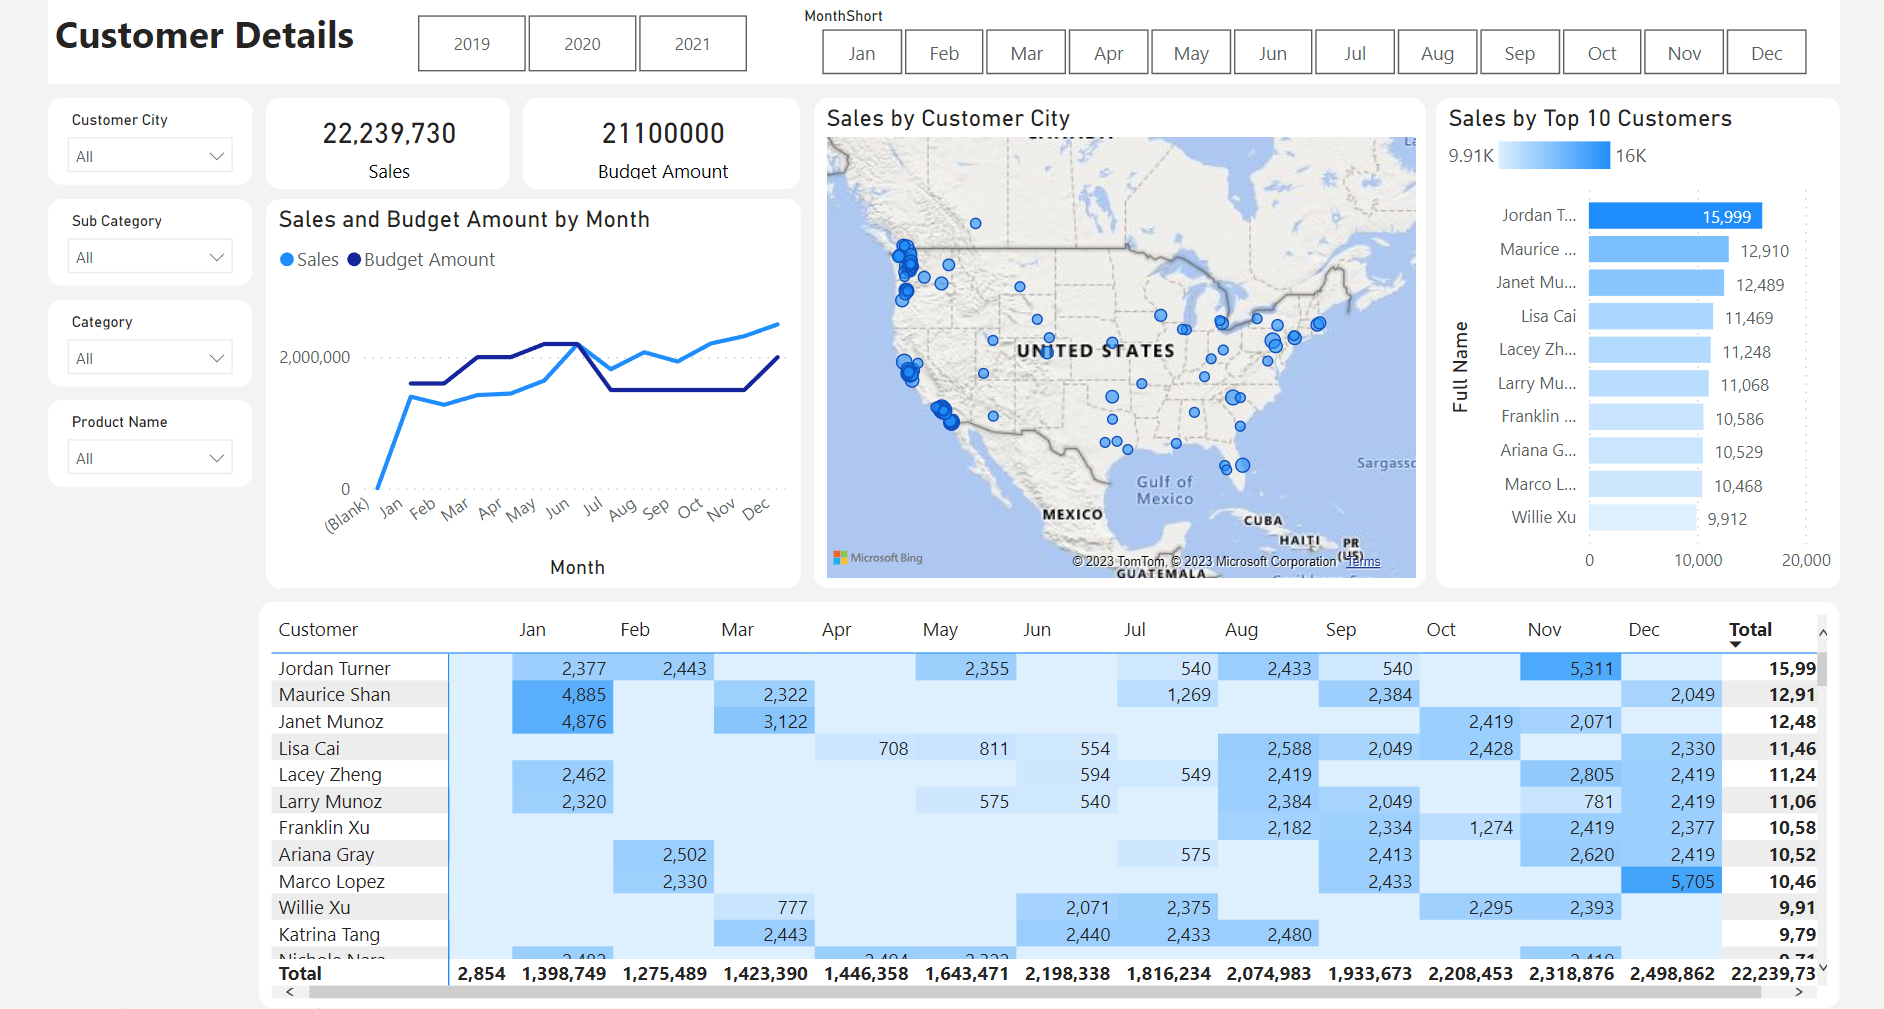 Customer Details
2019
2020
2021
MonthShort
Jan
Feb
Mar
Apr
May
Jun
Jul
Aug
Sep
Oct
Nov
Dec
Customer City
All
Sub Category
All
Category
All
Product Name
All
22,239,730
Sales
21100000
Budget Amount
Sales and Budget Amount by Month
Sales
Budget Amount
2,000,000
0
(Blank)
Jan
Feb
Mar
Apr
May
Jun
Jul
Aug
Sep
Oct
Nov
Dec
Month
Sales by Customer City
UNITED STATES
Sargasso
Gulf of
Mexico
MEXICO
CUBA
HAITI
PR
(US)
GUATEMALA
Microsoft Bing
© 2023 TomTom, © 2023 Microsoft Corporation Terms
Sales by Top 10 Customers
9.91K 16K
Full Name
Jordan T... 15,999
Maurice ... 12,910
Janet Mu... 12,489
Lisa Cai 11,469
Lacey Zh... 11,248
Larry Mu... 11,068
Franklin ... 10,586
Ariana G... 10,529
Marco L... 10,468
Willie Xu 9,912
0 10,000 20,000
Customer Jan Feb Mar Apr May Jun Jul Aug Sep Oct Nov Dec Total
Jordan Turner 2,377 2,443 2,355 540 2,433 540 5,311 15,99
Maurice Shan 4,885 2,322 1,269 2,384 2,049 12,91
Janet Munoz 4,876 3,122 2,419 2,071 12,48
Lisa Cai 708 811 554 2,588 2,049 2,428 2,330 11,46
Lacey Zheng 2,462 594 549 2,419 2,805 2,419 11,24
Larry Munoz 2,320 575 540 2,384 2,049 781 2,419 11,06
Franklin Xu 2,182 2,334 1,274 2,419 2,377 10,58
Ariana Gray 2,502 575 2,413 2,620 2,419 10,52
Marco Lopez 2,330 2,433 5,705 10,46
Willie Xu 777 2,071 2,375 2,295 2,393 9,91
Katrina Tang 2,443 2,440 2,433 2,480 9,79
Total 2,854 1,398,749 1,275,489 1,423,390 1,446,358 1,643,471 2,198,338 1,816,234 2,074,983 1,933,673 2,208,453 2,318,876 2,498,862 22,239,73